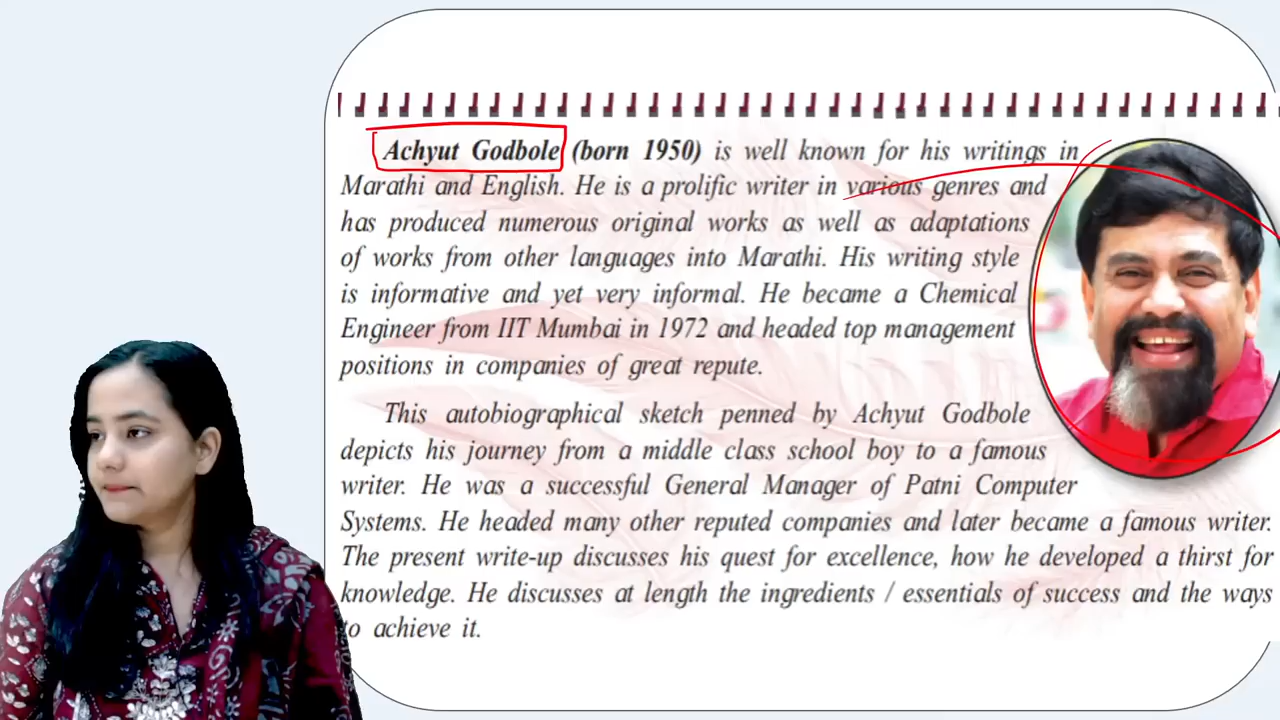 Achyut Godbole (born 1950) is well known for his writings in
Marathi and English. He is a prolific writer in various genres and
has produced numerous original works as well as adaptations
of works from other languages into Marathi. His writing style
is informative and yet very informal. He became a Chemical
Engineer from IIT Mumbai in 1972 and headed top management
positions in companies of great repute.
This autobiographical sketch penned by Achyut Godbole
depicts his journey from a middle class school boy to a famous
writer. He was a successful General Manager of Patni Computer
Systems. He headed many other reputed companies and later became a famous writer.
The present write-up discusses his quest for excellence, how he developed a thirst for
knowledge. He discusses at length the ingredients / essentials of success and the ways
to achieve it.